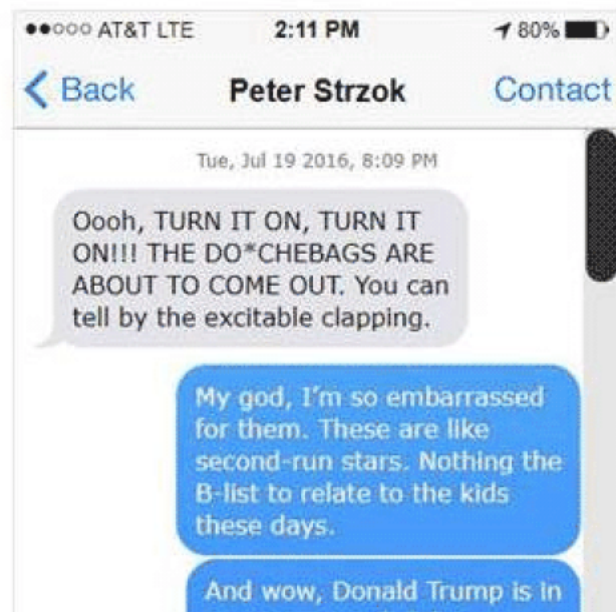 AT&T LTE 2:11 PM 80%
Back Peter Strzok Contact
Tue, Jul 19 2016, 8:09 PM
Oooh, TURN IT ON, TURN IT
ON!!! THE DO*CHEBAGS ARE
ABOUT TO COME OUT. You can
tell by the excitable clapping.
My god, I'm so embarrassed
for them. These are like
second-run stars. Nothing the
B-list to relate to the kids
these days.
And wow, Donald Trump is in